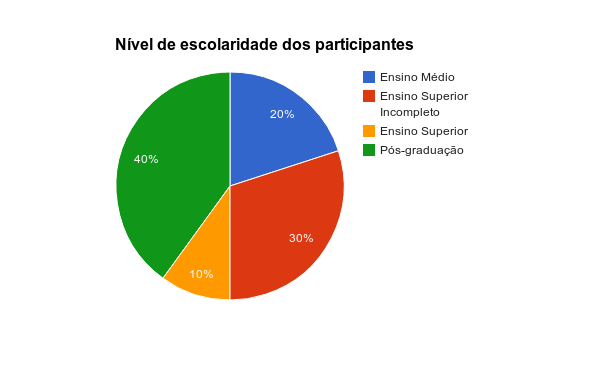 Nível de escolaridade dos participantes
Ensino Médio
Ensino Superior
Incompleto
Ensino Superior
Pós-graduação
20%
40%
30%
10%